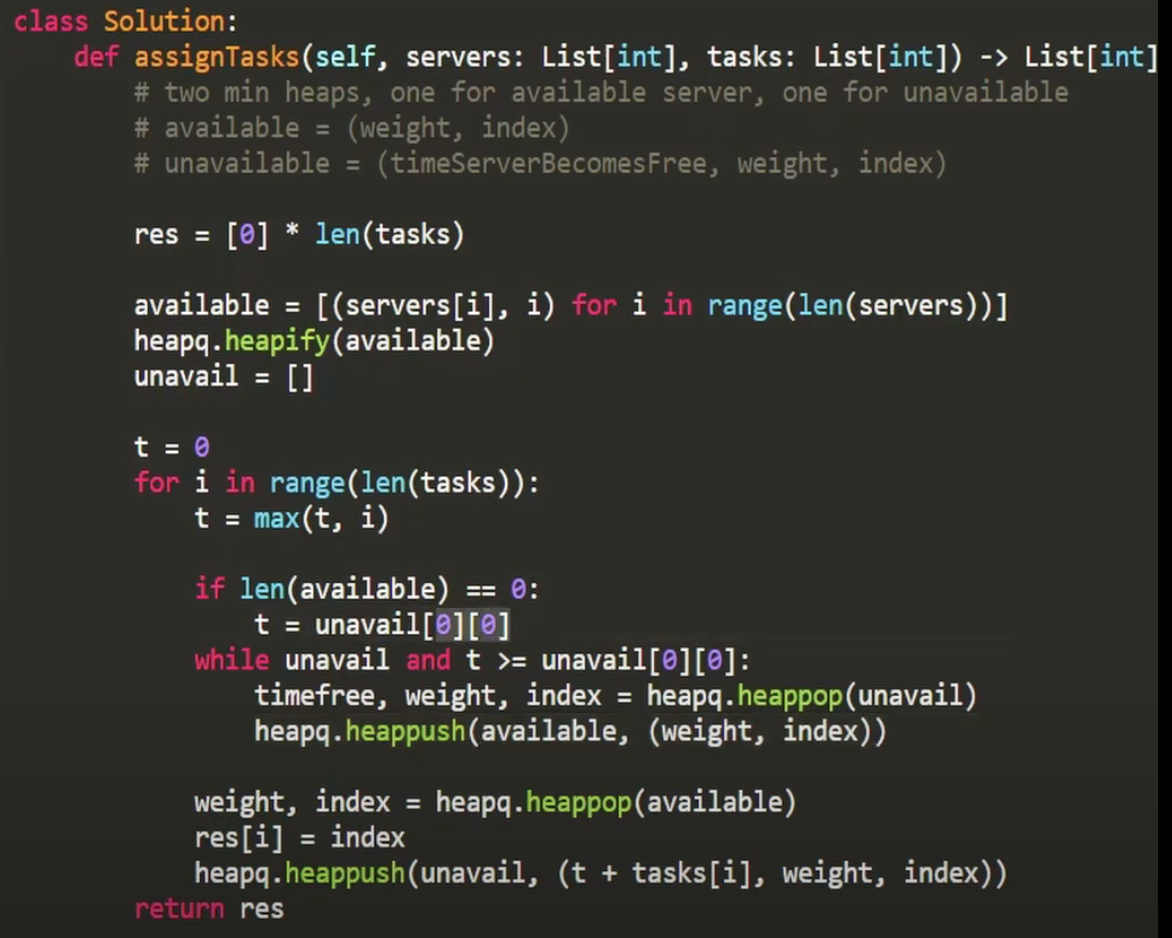 class Solution:
    def assignTasks(self, servers: List[int], tasks: List[int]) -> List[int]
        # two min heaps, one for available server, one for unavailable
        # available = (weight, index)
        # unavailable = (timeServerBecomesFree, weight, index)

        res = [0] * len(tasks)

        available = [(servers[i], i) for i in range(len(servers))]
        heapq.heapify(available)
        unavail = []

        t = 0
        for i in range(len(tasks)):
            t = max(t, i)

            if len(available) == 0:
                t = unavail[0][0]
            while unavail and t >= unavail[0][0]:
                timefree, weight, index = heapq.heappop(unavail)
                heapq.heappush(available, (weight, index))

            weight, index = heapq.heappop(available)
            res[i] = index
            heapq.heappush(unavail, (t + tasks[i], weight, index))
        return res